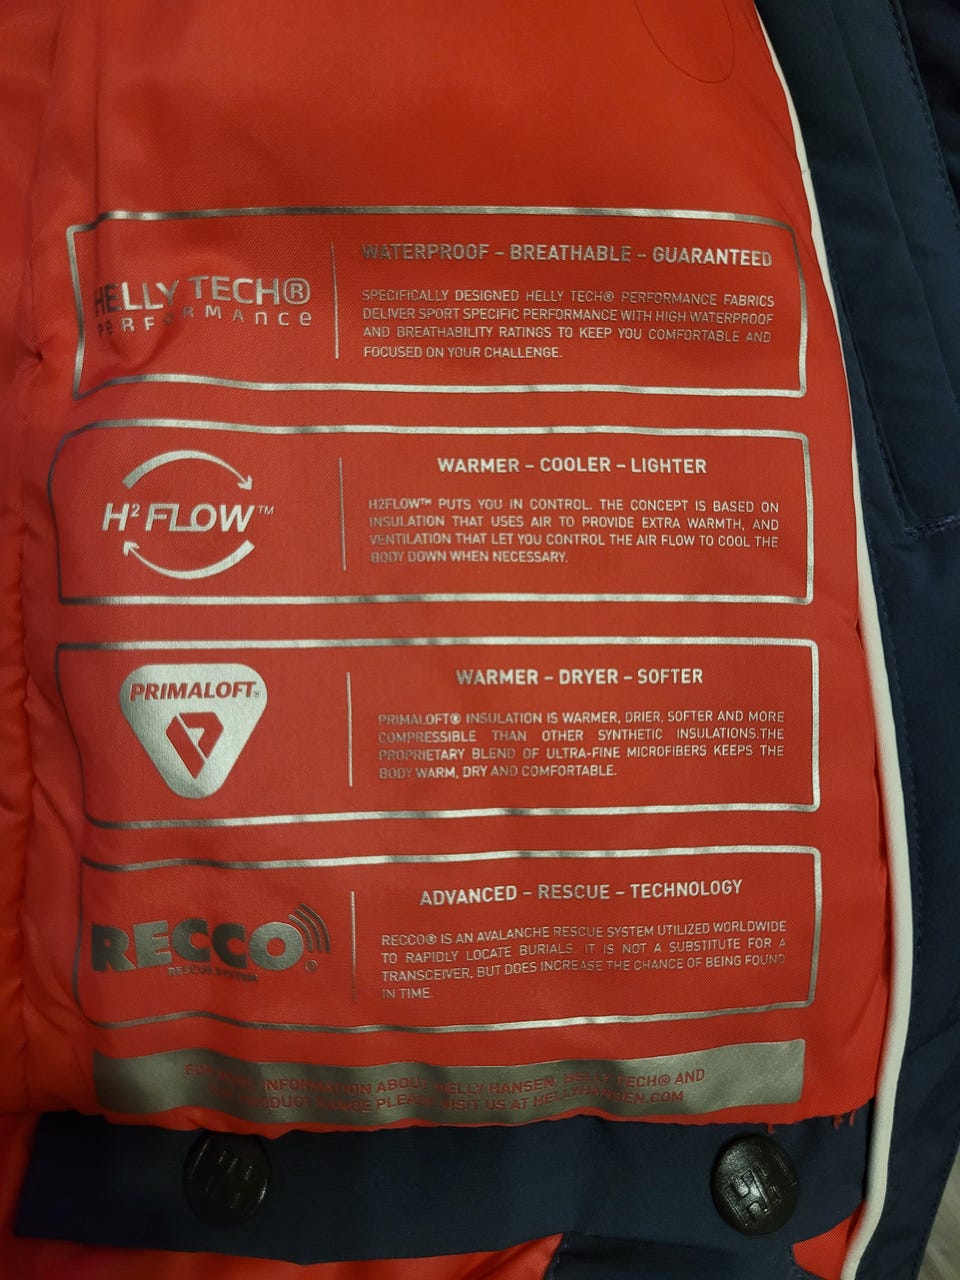 HELLY TECH®
PERFORMANCE
WATERPROOF – BREATHABLE – GUARANTEED
SPECIFICALLY DESIGNED HELLY TECH® PERFORMANCE FABRICS
DELIVER SPORT SPECIFIC PERFORMANCE WITH HIGH WATERPROOF
AND BREATHABILITY RATINGS TO KEEP YOU COMFORTABLE AND
FOCUSED ON YOUR CHALLENGE.
H² FLOW™
WARMER – COOLER – LIGHTER
H2FLOW™ PUTS YOU IN CONTROL. THE CONCEPT IS BASED ON
INSULATION THAT USES AIR TO PROVIDE EXTRA WARMTH, AND
VENTILATION THAT LET YOU CONTROL THE AIR FLOW TO COOL THE
BODY DOWN WHEN NECESSARY.
PRIMALOFT®
WARMER – DRYER – SOFTER
PRIMALOFT® INSULATION IS WARMER, DRIER, SOFTER AND MORE
COMPRESSIBLE THAN OTHER SYNTHETIC INSULATIONS.THE
PROPRIETARY BLEND OF ULTRA-FINE MICROFIBERS KEEPS THE
BODY WARM, DRY AND COMFORTABLE.
RECCO®
RESCUE SYSTEM
ADVANCED – RESCUE – TECHNOLOGY
RECCO® IS AN AVALANCHE RESCUE SYSTEM UTILIZED WORLDWIDE
TO RAPIDLY LOCATE BURIALS. IT IS NOT A SUBSTITUTE FOR A
TRANSCEIVER, BUT DOES INCREASE THE CHANCE OF BEING FOUND
IN TIME.
FOR MORE INFORMATION ABOUT HELLY HANSEN, HELLY TECH® AND
PRODUCT RANGE PLEASE VISIT US AT HELLYHANSEN.COM
HH
HH